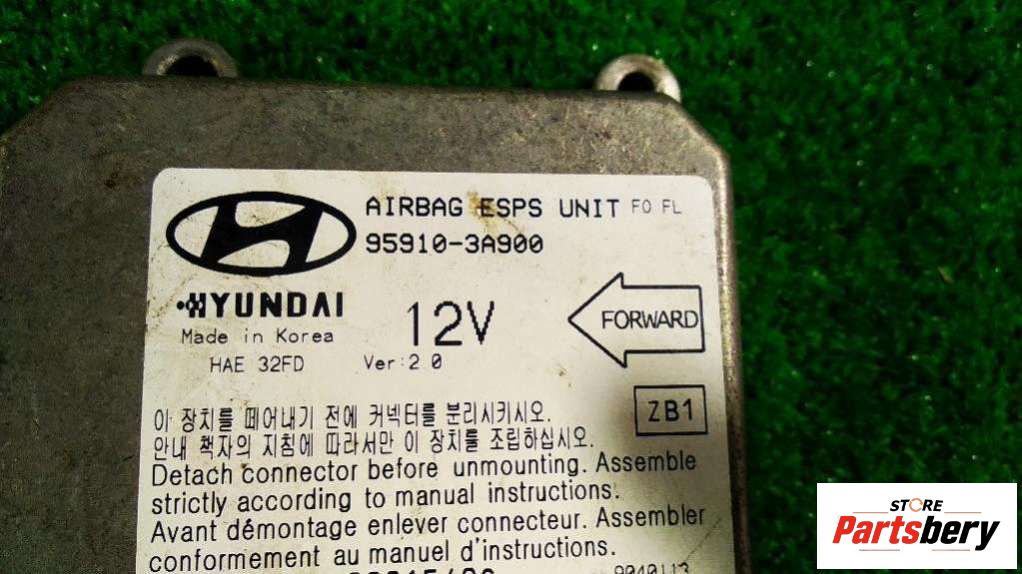 AIRBAG ESPS UNIT FO FL
95910-3A900
HYUNDAI
12V
FORWARD
Made in Korea
HAE 32FD
Ver:2.0
ZB1
이 장치를 떼어내기 전에 커넥터를 분리시키시오.
안내 책자의 지침에 따라서만 이 장치를 조립하십시오.
Detach connector before unmounting. Assemble
strictly according to manual instructions.
Avant démontage enlever connecteur. Assembler
conformement au manuel d'instructions.
STORE
Partsbery